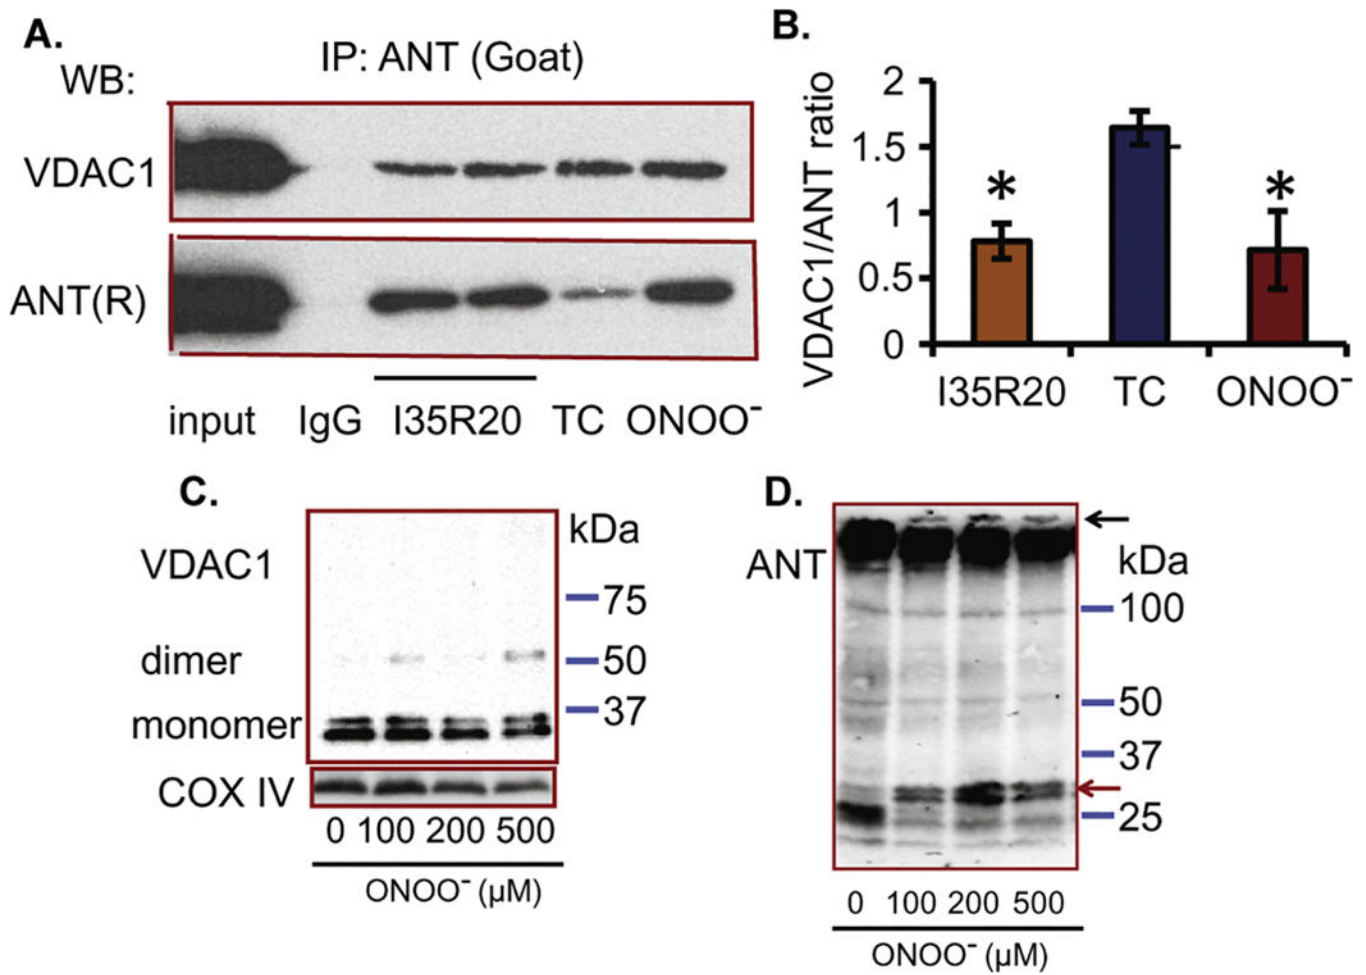 A.
IP: ANT (Goat)
WB:
VDAC1
ANT(R)
input IgG I35R20 TC ONOO⁻
B.
VDAC1/ANT ratio
2
1.5
1
0.5
0
* *
I35R20 TC ONOO⁻
C.
kDa
VDAC1
75
dimer
50
monomer
37
COX IV
0 100 200 500
ONOO⁻ (μM)
D.
ANT
kDa
100
50
37
25
0 100 200 500
ONOO⁻ (μM)